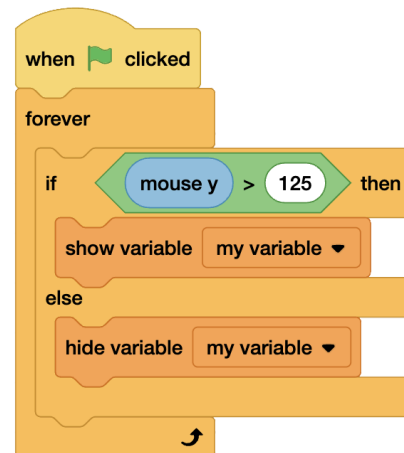 when clicked
forever
if mouse y > 125 then
show variable my variable
else
hide variable my variable